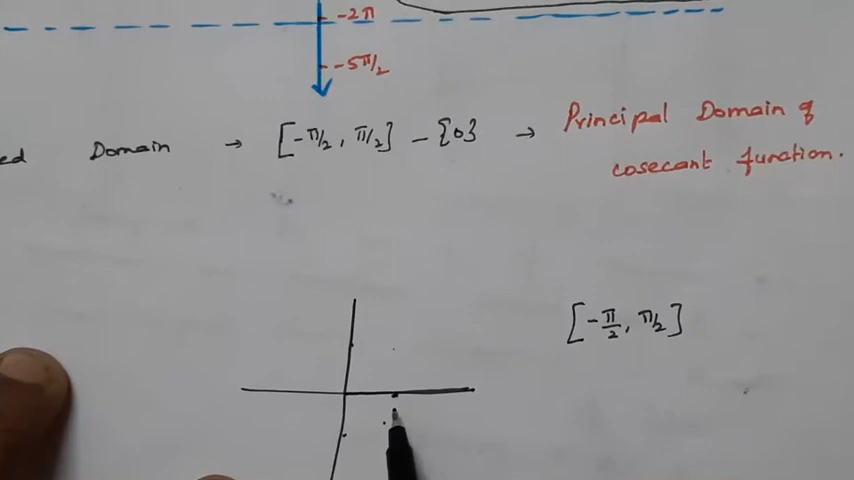 -2π
-5π/2
ed Domain → [-π/2, π/2] - {0} → Principal Domain of
cosecant function.
[-π/2, π/2]